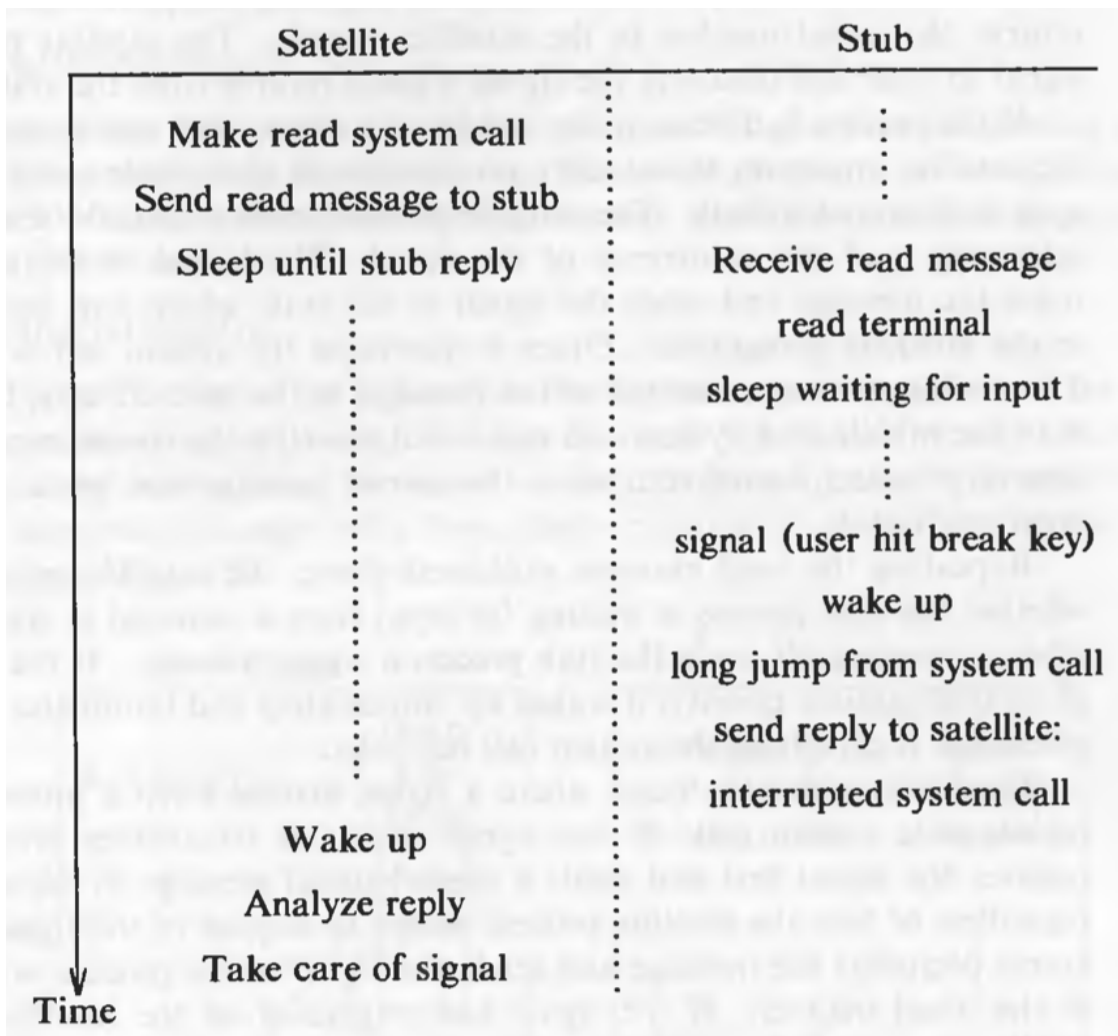 Satellite
Stub
Make read system call
Send read message to stub
Sleep until stub reply
Receive read message
read terminal
sleep waiting for input
signal (user hit break key)
wake up
long jump from system call
send reply to satellite:
interrupted system call
Wake up
Analyze reply
Take care of signal
Time